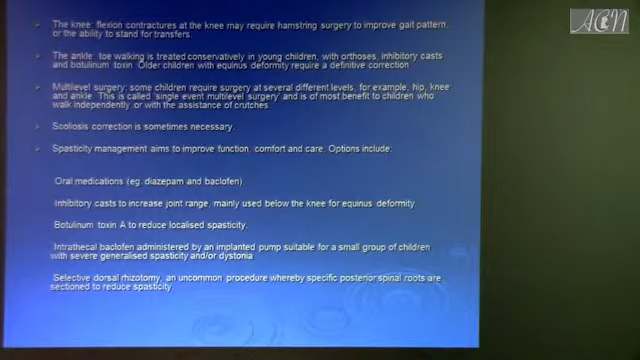 The knee: flexion contractures at the knee may require hamstring surgery to improve gait pattern,
or the ability to stand for transfers.
The ankle: toe walking is treated conservatively in young children, with orthoses, inhibitory casts
and botulinum toxin. Older children with equinus deformity require a definitive correction
Multilevel surgery: some children require surgery at several different levels, for example, hip, knee
and ankle. This is called 'single event multilevel surgery' and is of most benefit to children who
walk independently or with the assistance of crutches.
Scoliosis correction is sometimes necessary.
Spasticity management aims to improve function, comfort and care. Options include:
Oral medications (eg. diazepam and baclofen).
Inhibitory casts to increase joint range, mainly used below the knee for equinus deformity.
Botulinum toxin A to reduce localised spasticity.
Intrathecal baclofen administered by an implanted pump suitable for a small group of children
with severe generalised spasticity and/or dystonia
Selective dorsal rhizotomy, an uncommon procedure whereby specific posterior spinal roots are
sectioned to reduce spasticity
ACN